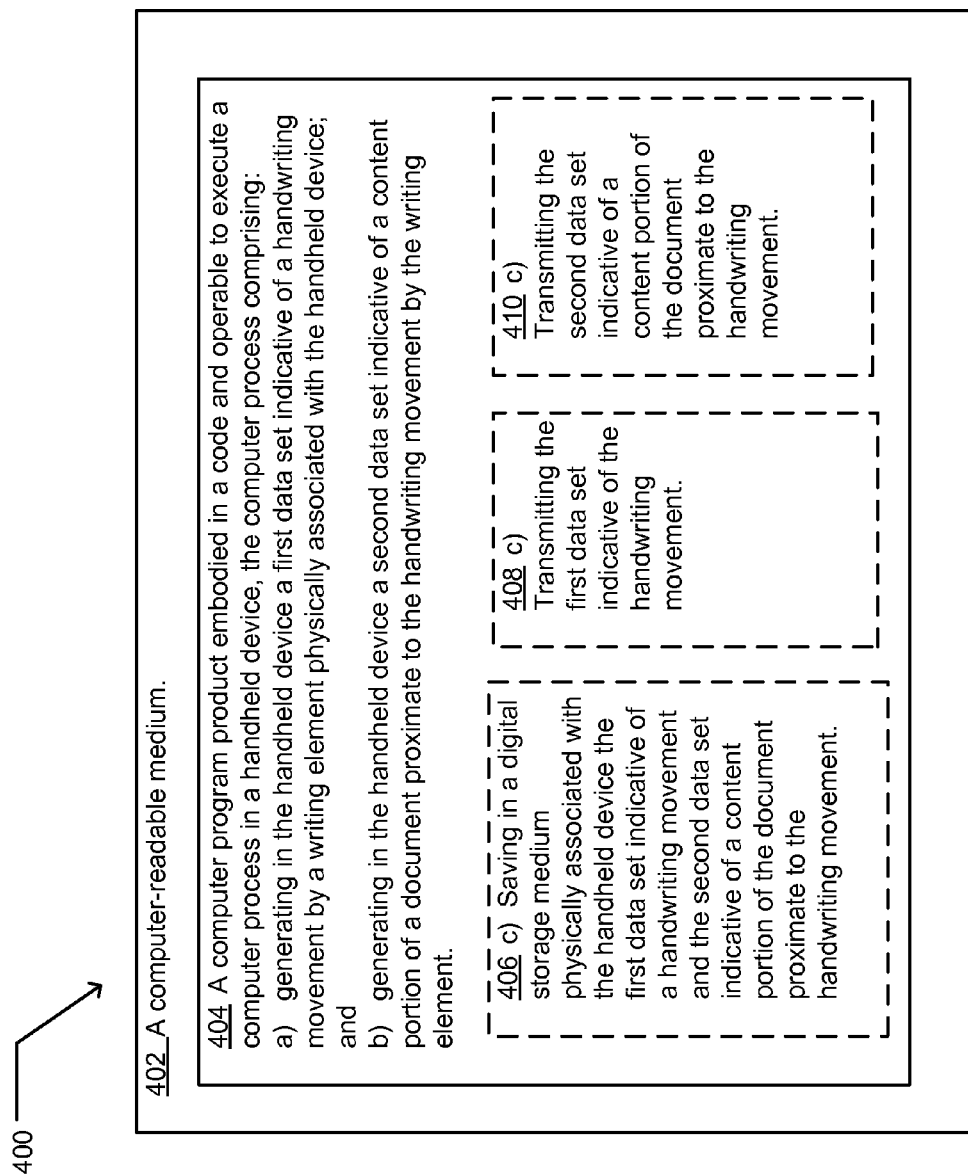 400
402 A computer-readable medium.
404 A computer program product embodied in a code and operable to execute a
computer process in a handheld device, the computer process comprising:
a) generating in the handheld device a first data set indicative of a handwriting
movement by a writing element physically associated with the handheld device;
and
b) generating in the handheld device a second data set indicative of a content
portion of a document proximate to the handwriting movement by the writing
element.
406 c) Saving in a digital
storage medium
physically associated with
the handheld device the
first data set indicative of
a handwriting movement
and the second data set
indicative of a content
portion of the document
proximate to the
handwriting movement.
408 c)
Transmitting the
first data set
indicative of the
handwriting
movement.
410 c)
Transmitting the
second data set
indicative of a
content portion of
the document
proximate to the
handwriting
movement.